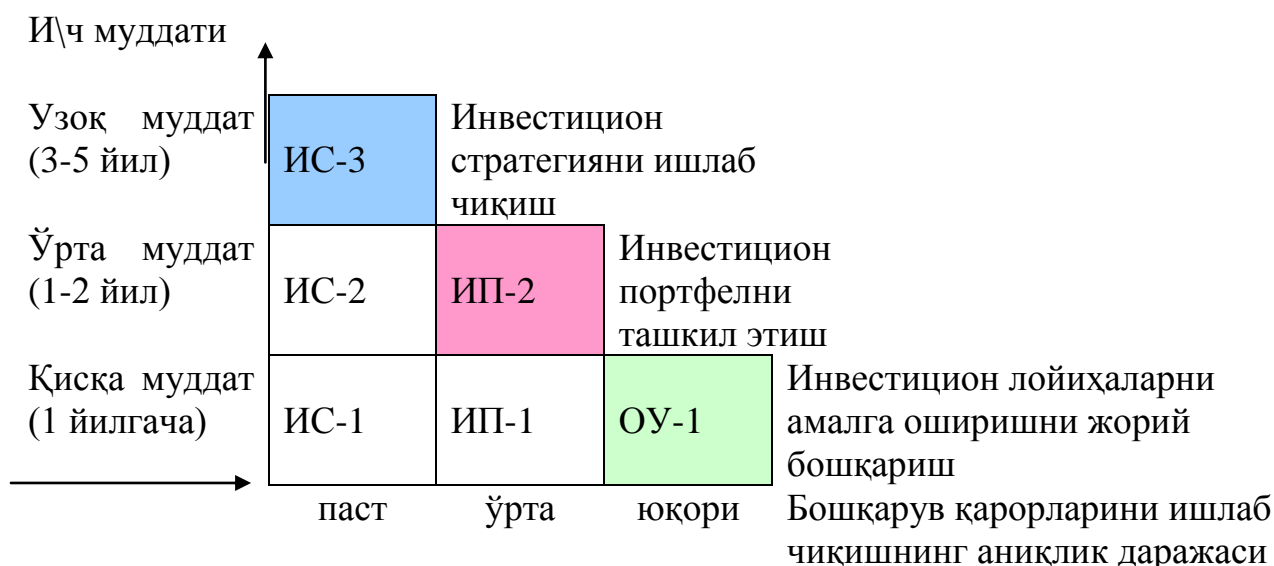 И\ч муддати
Узоқ муддат
(3-5 йил)
ИС-3
Инвестицион
стратегияни ишлаб
чиқиш
Ўрта муддат
(1-2 йил)
ИС-2
ИП-2
Инвестицион
портфелни
ташкил этиш
Қисқа муддат
(1 йилгача)
ИС-1
ИП-1
ОУ-1
Инвестицион лойиҳаларни
амалга оширишни жорий
бошқариш
паст ўрта юқори
Бошқарув қарорларини ишлаб
чиқишнинг аниқлик даражаси